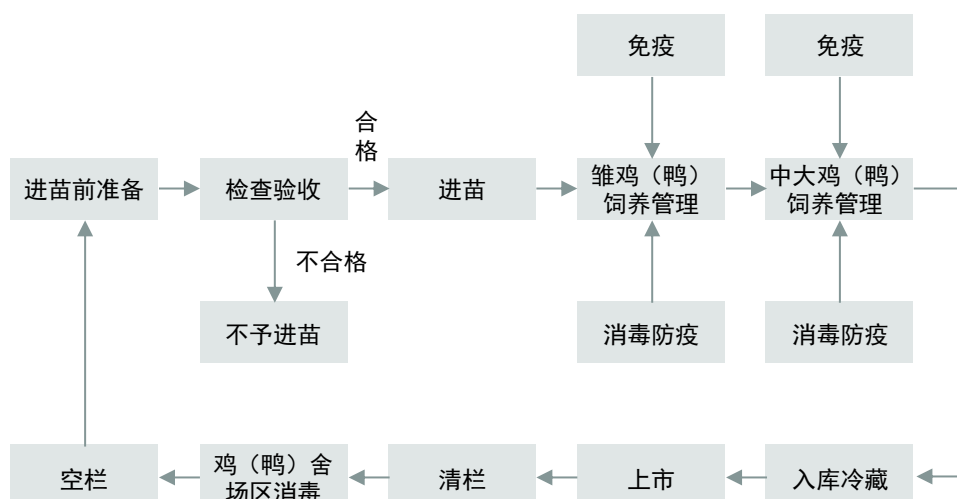 免疫
免疫
合
格
进苗前准备
检查验收
进苗
雏鸡（鸭）
饲养管理
中大鸡（鸭）
饲养管理
不合格
不予进苗
消毒防疫
消毒防疫
空栏
鸡（鸭）舍
场区消毒
清栏
上市
入库冷藏